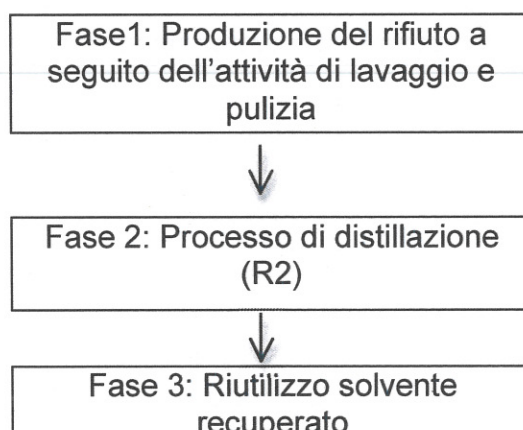 Fase1: Produzione del rifiuto a
seguito dell'attività di lavaggio e
pulizia
Fase 2: Processo di distillazione
(R2)
Fase 3: Riutilizzo solvente
recuperato